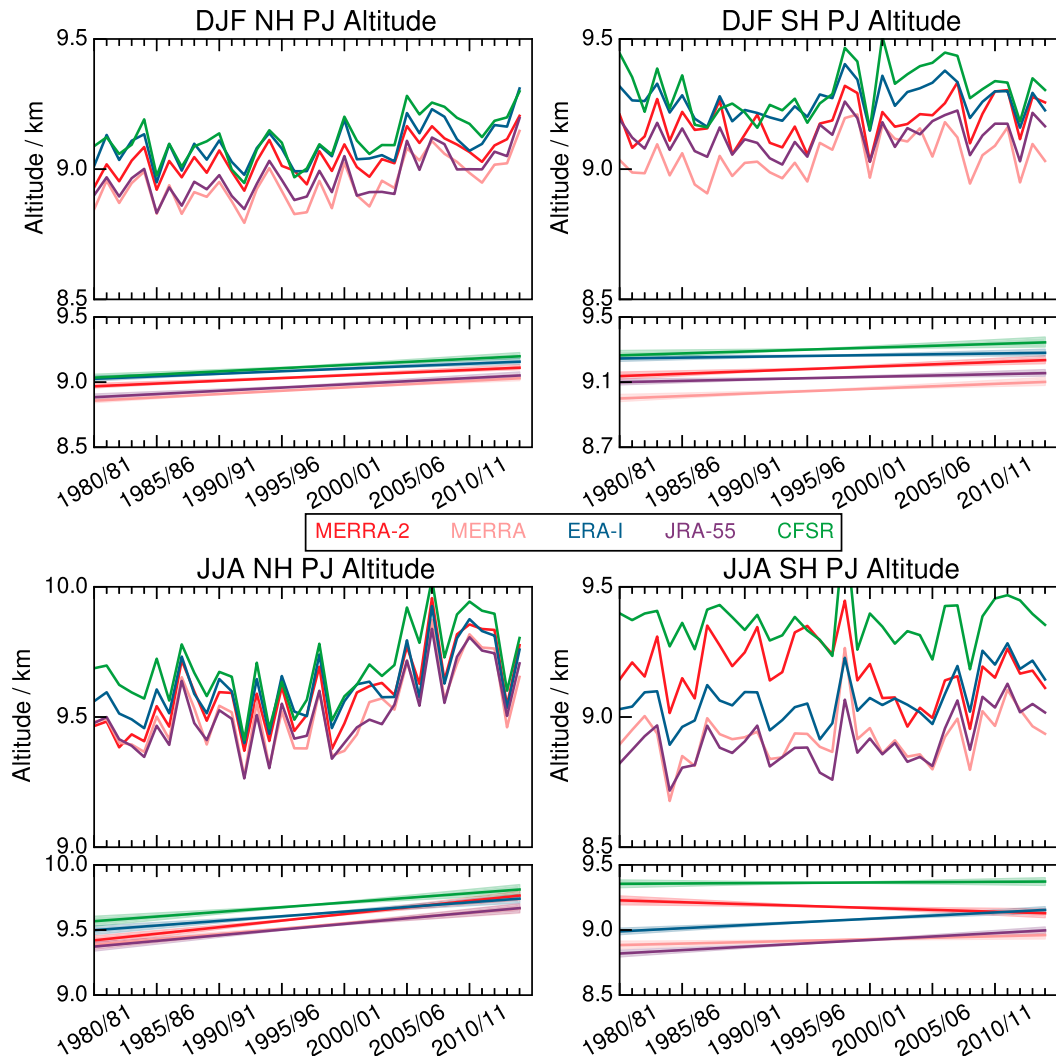 DJF NH PJ Altitude
DJF SH PJ Altitude
9.5
9.0
8.5
Altitude / km
9.5
9.0
8.5
Altitude / km
9.5
9.0
8.5
9.5
9.1
8.7
1980/81 1985/86 1990/91 1995/96 2000/01 2005/06 2010/11
1980/81 1985/86 1990/91 1995/96 2000/01 2005/06 2010/11
MERRA-2 MERRA ERA-I JRA-55 CFSR
JJA NH PJ Altitude
JJA SH PJ Altitude
10.0
9.5
9.0
Altitude / km
9.5
9.0
8.5
Altitude / km
10.0
9.5
9.0
9.5
9.0
8.5
1980/81 1985/86 1990/91 1995/96 2000/01 2005/06 2010/11
1980/81 1985/86 1990/91 1995/96 2000/01 2005/06 2010/11